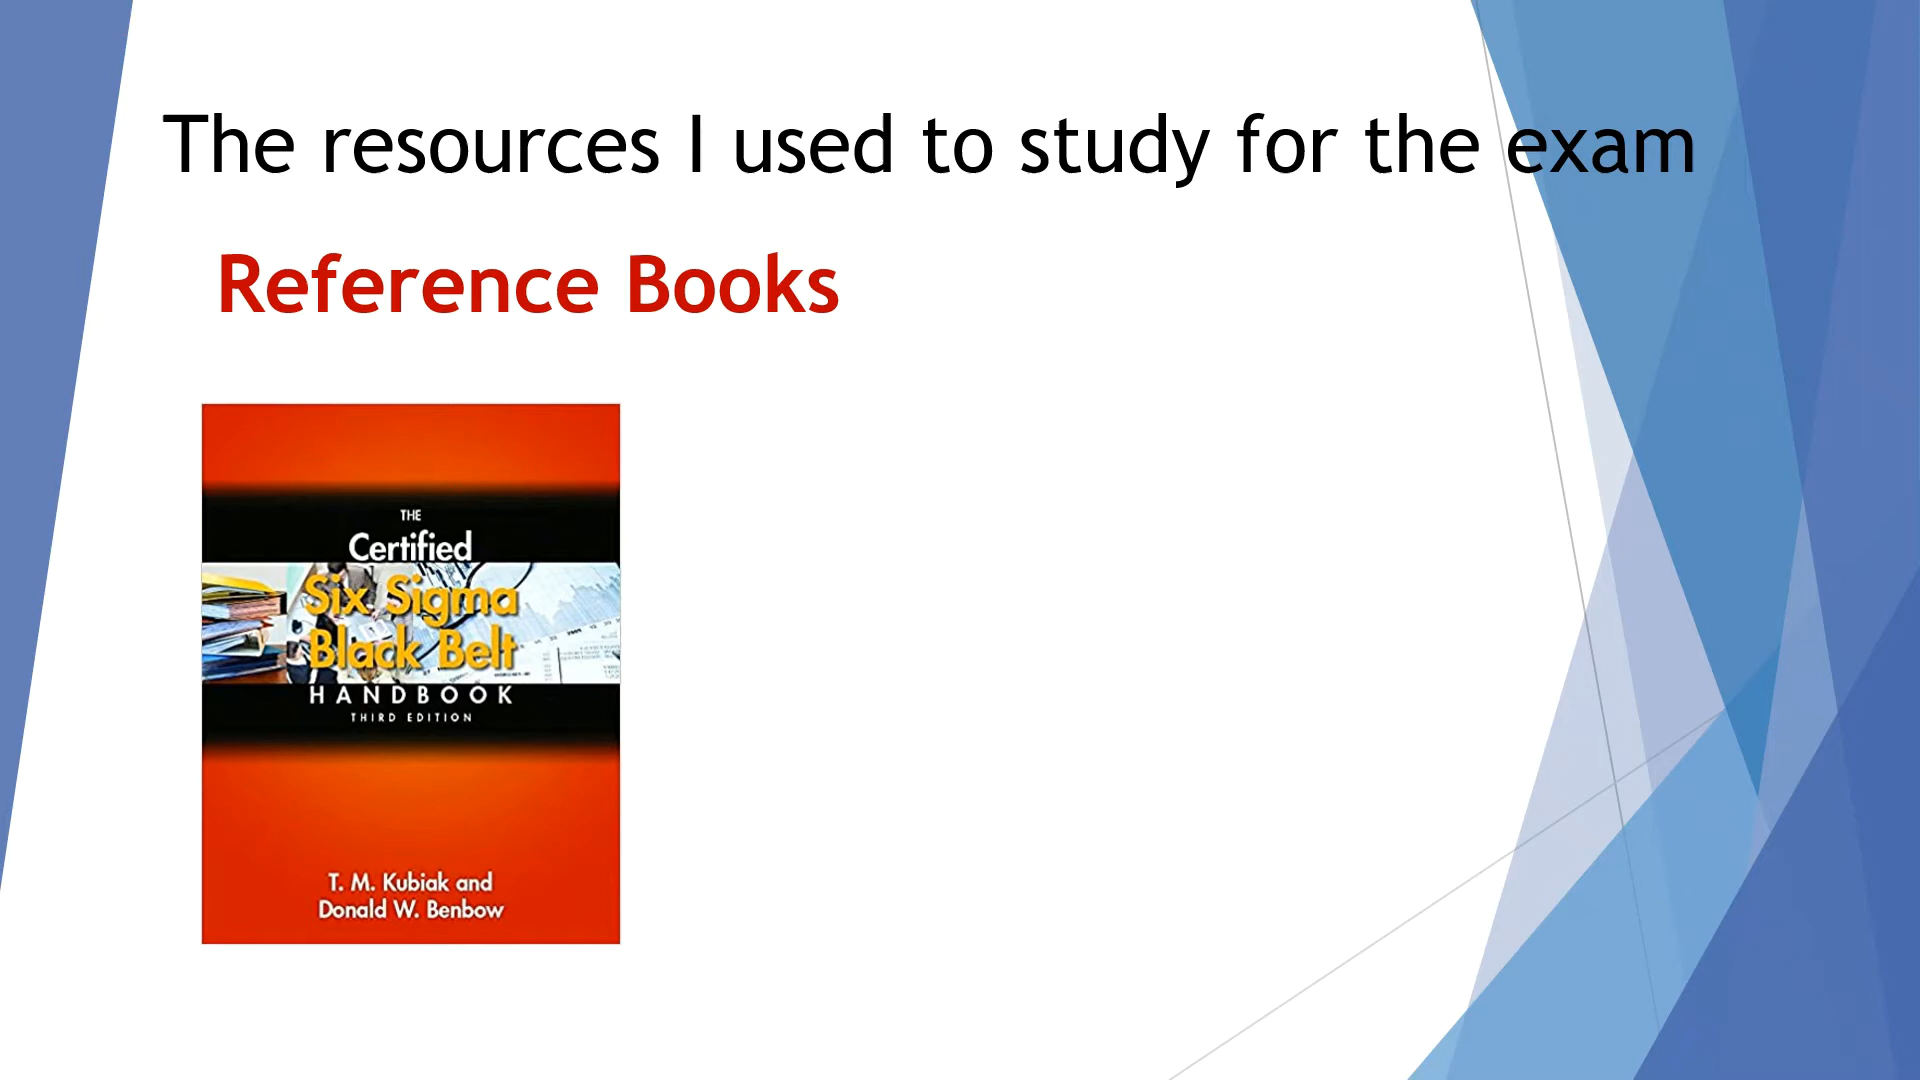 The resources I used to study for the exam
Reference Books
THE
Certified
Six Sigma
Black Belt
HANDBOOK
THIRD EDITION
T. M. Kubiak and
Donald W. Benbow